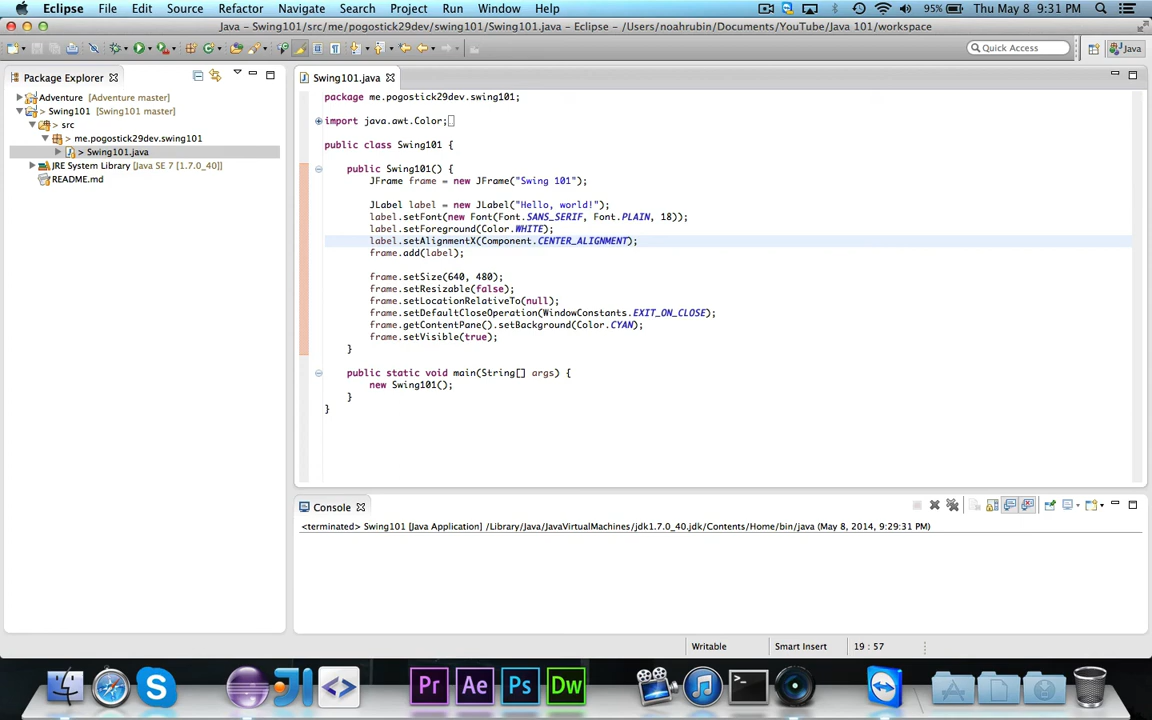 Eclipse File Edit Source Refactor Navigate Search Project Run Window Help 95% Thu May 8 9:31 PM
Java - Swing101/src/me/pogostick29dev/swing101/Swing101.java - Eclipse - /Users/noahrubin/Documents/YouTube/Java 101/workspace
Quick Access Java
Package Explorer
Adventure [Adventure master]
> Swing101 [Swing101 master]
> src
> me.pogostick29dev.swing101
> Swing101.java
JRE System Library [Java SE 7 [1.7.0_40]]
README.md
Swing101.java
package me.pogostick29dev.swing101;
import java.awt.Color;
public class Swing101 {
public Swing101() {
JFrame frame = new JFrame("Swing 101");
JLabel label = new JLabel("Hello, world!");
label.setFont(new Font(Font.SANS_SERIF, Font.PLAIN, 18));
label.setForeground(Color.WHITE);
label.setAlignmentX(Component.CENTER_ALIGNMENT);
frame.add(label);
frame.setSize(640, 480);
frame.setResizable(false);
frame.setLocationRelativeTo(null);
frame.setDefaultCloseOperation(WindowConstants.EXIT_ON_CLOSE);
frame.getContentPane().setBackground(Color.CYAN);
frame.setVisible(true);
}
public static void main(String[] args) {
new Swing101();
}
}
Console
<terminated> Swing101 [Java Application] /Library/Java/JavaVirtualMachines/jdk1.7.0_40.jdk/Contents/Home/bin/java (May 8, 2014, 9:29:31 PM)
Writable Smart Insert 19 : 57
S JI Pr Ae Ps Dw